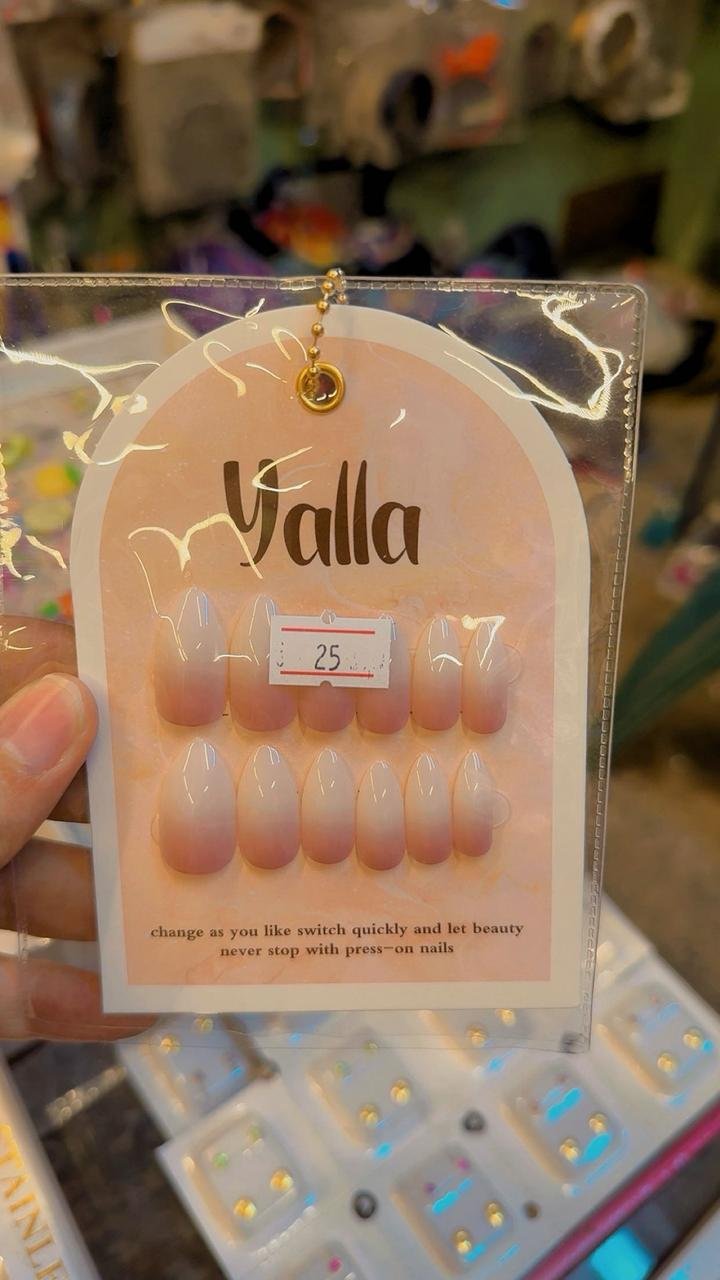 Yalla
25
change as you like switch quickly and let beauty
never stop with press-on nails